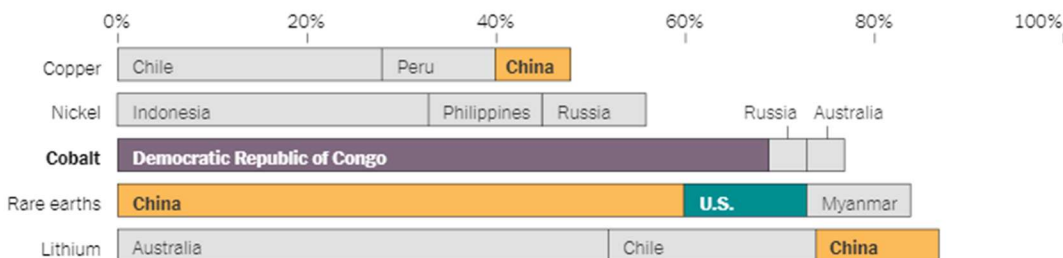 0% 20% 40% 60% 80% 100%
Copper Chile Peru China
Nickel Indonesia Philippines Russia Russia Australia
Cobalt Democratic Republic of Congo
Rare earths China U.S. Myanmar
Lithium Australia Chile China